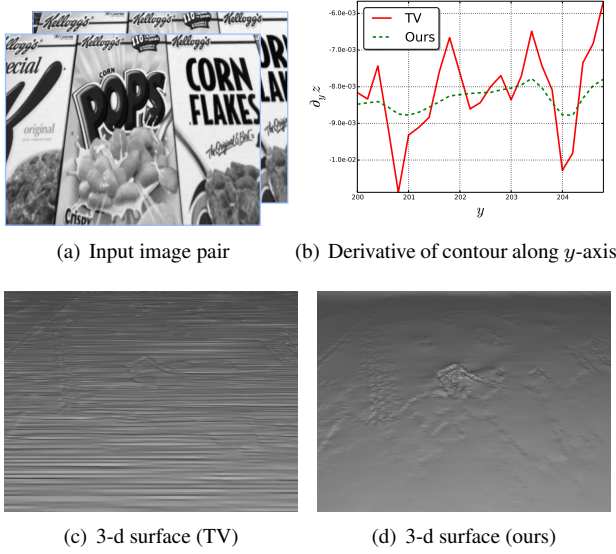 Kellogg's
Kellogg's
Kellogg's
Kellogg's
Kellogg's
ecial
original
CORN
POPS
Crispy
CORN
FLAKES
The Original & Best
TV
Ours
-6.0e-03
-7.0e-03
-8.0e-03
-9.0e-03
-1.0e-02
∂yz
200 201 202 203 204
y
(a) Input image pair
(b) Derivative of contour along y-axis
(c) 3-d surface (TV)
(d) 3-d surface (ours)